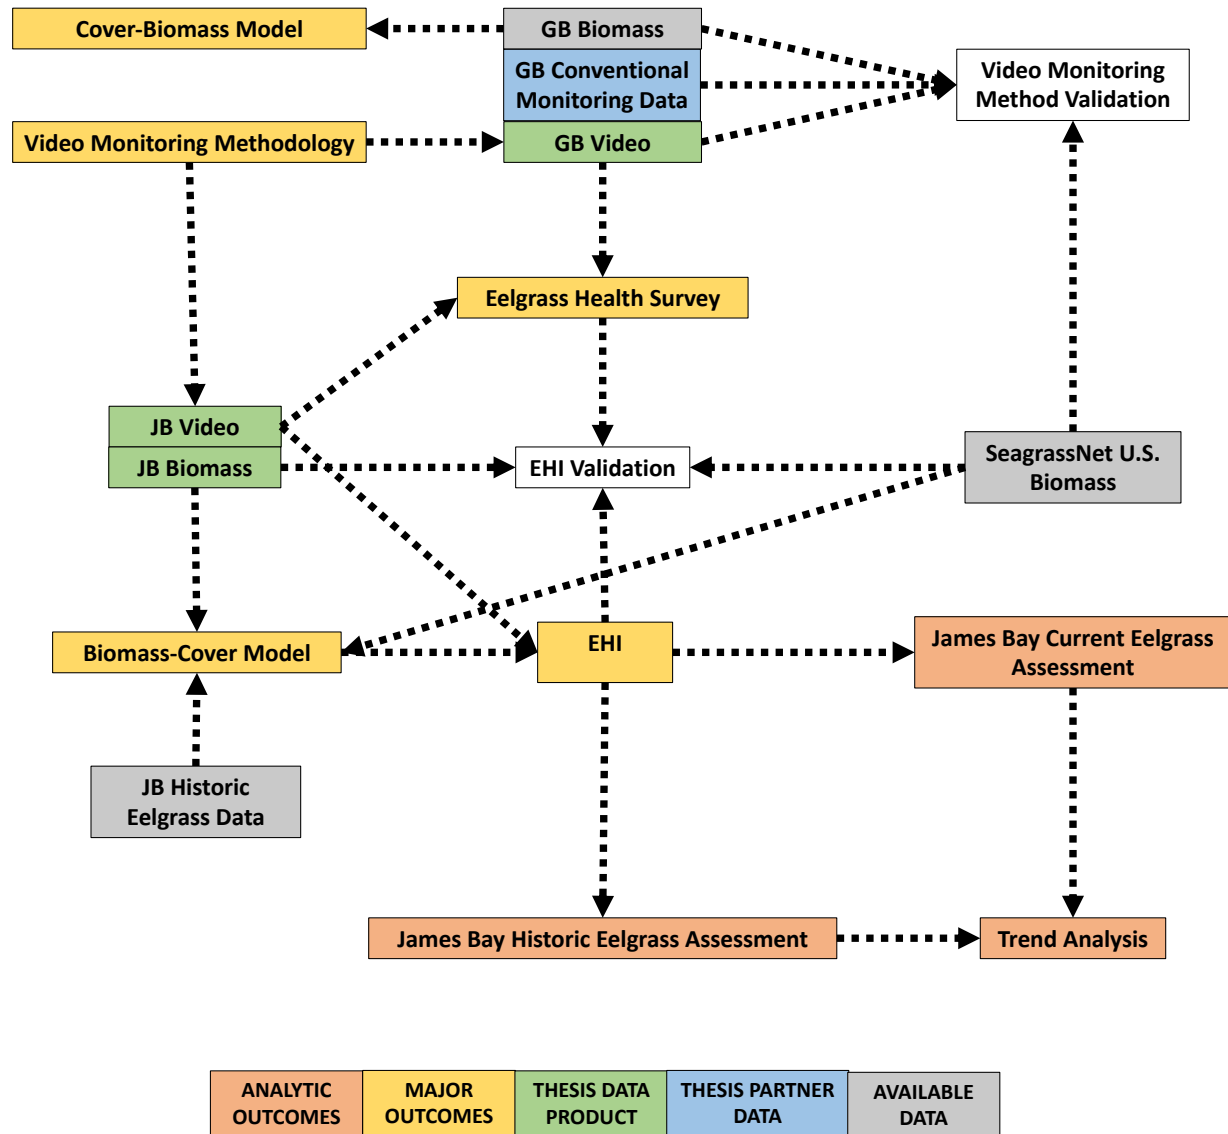 Cover-Biomass Model
GB Biomass
GB Conventional
Monitoring Data
Video Monitoring
Method Validation
Video Monitoring Methodology
GB Video
Eelgrass Health Survey
JB Video
JB Biomass
EHI Validation
SeagrassNet U.S.
Biomass
Biomass-Cover Model
EHI
James Bay Current Eelgrass
Assessment
JB Historic
Eelgrass Data
James Bay Historic Eelgrass Assessment
Trend Analysis
ANALYTIC
OUTCOMES
MAJOR
OUTCOMES
THESIS DATA
PRODUCT
THESIS PARTNER
DATA
AVAILABLE
DATA